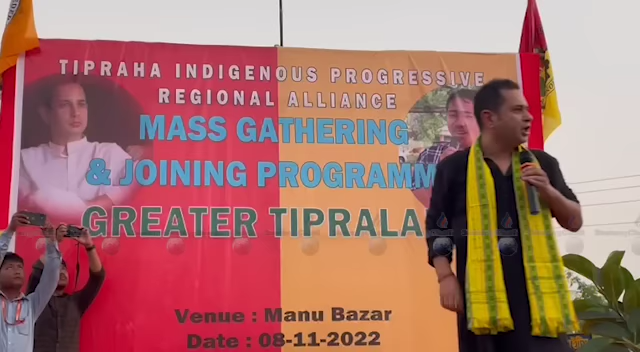 TIPRAHA INDIGENOUS PROGRESSIVE
REGIONAL ALLIANCE
MASS GATHERING
& JOINING PROGRAMM
GREATER TIPRALA
Venue : Manu Bazar
Date : 08-11-2022